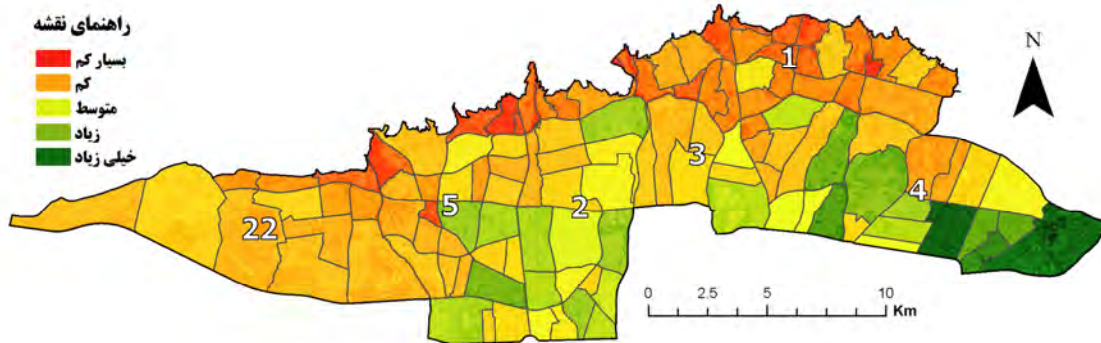 راهنمای نقشه
بسیار کم
کم
متوسط
زیاد
خیلی زیاد
N
1
3
4
5
2
22
0 2.5 5 10
Km